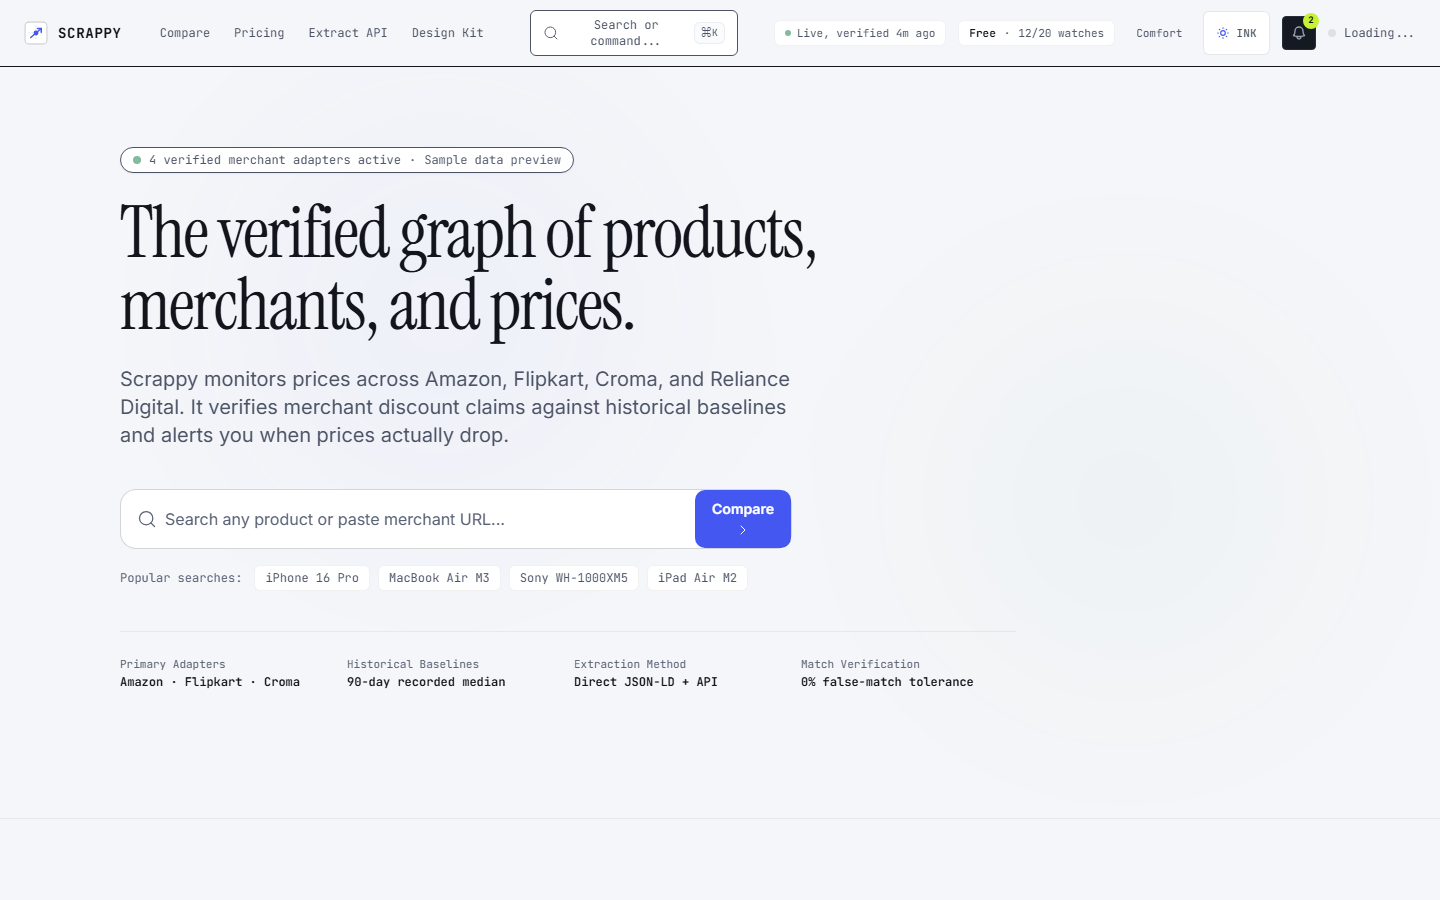 SCRAPPY
Compare
Pricing
Extract API
Design Kit
Search or
command...
⌘K
Live, verified 4m ago
Free · 12/20 watches
Comfort
INK
2
Loading...
4 verified merchant adapters active · Sample data preview
The verified graph of products,
merchants, and prices.
Scrappy monitors prices across Amazon, Flipkart, Croma, and Reliance
Digital. It verifies merchant discount claims against historical baselines
and alerts you when prices actually drop.
Search any product or paste merchant URL...
Compare
Popular searches:
iPhone 16 Pro
MacBook Air M3
Sony WH-1000XM5
iPad Air M2
Primary Adapters
Amazon · Flipkart · Croma
Historical Baselines
90-day recorded median
Extraction Method
Direct JSON-LD + API
Match Verification
0% false-match tolerance